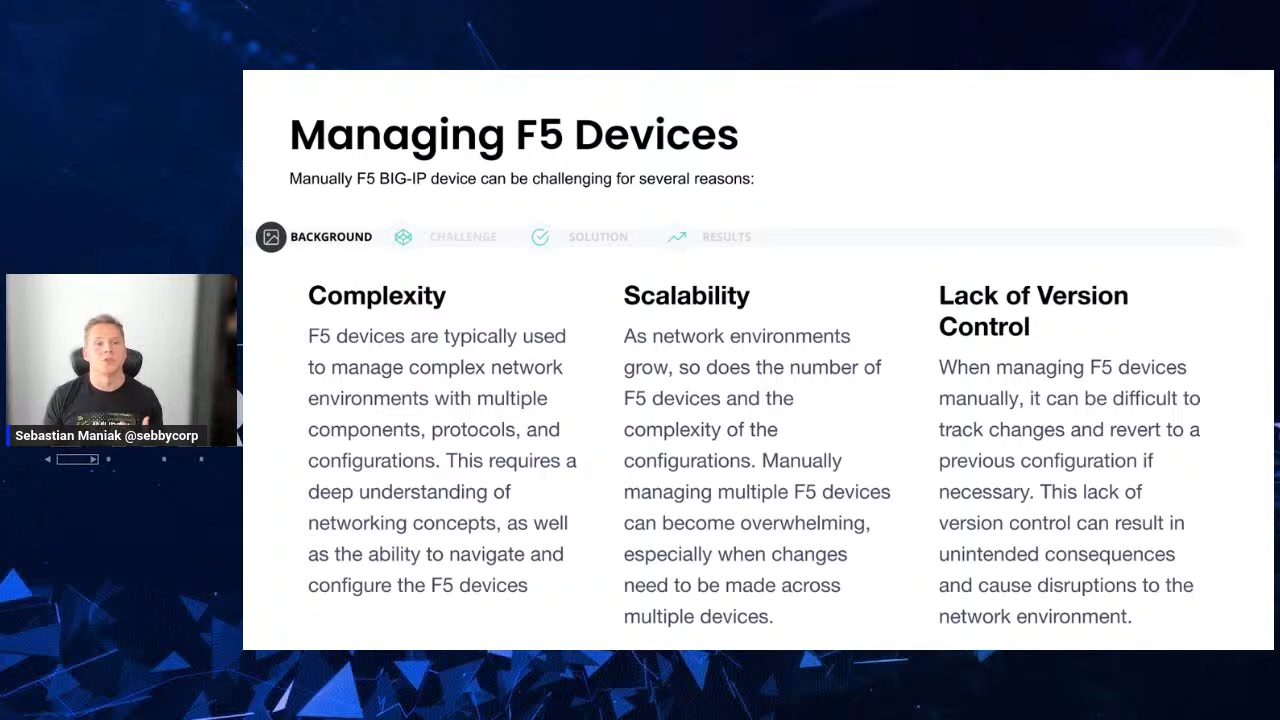 Managing F5 Devices
Manually F5 BIG-IP device can be challenging for several reasons:
BACKGROUND CHALLENGE SOLUTION RESULTS
Complexity
F5 devices are typically used
to manage complex network
environments with multiple
components, protocols, and
configurations. This requires a
deep understanding of
networking concepts, as well
as the ability to navigate and
configure the F5 devices
Scalability
As network environments
grow, so does the number of
F5 devices and the
complexity of the
configurations. Manually
managing multiple F5 devices
can become overwhelming,
especially when changes
need to be made across
multiple devices.
Lack of Version
Control
When managing F5 devices
manually, it can be difficult to
track changes and revert to a
previous configuration if
necessary. This lack of
version control can result in
unintended consequences
and cause disruptions to the
network environment.
Sebastian Maniak @sebbycorp